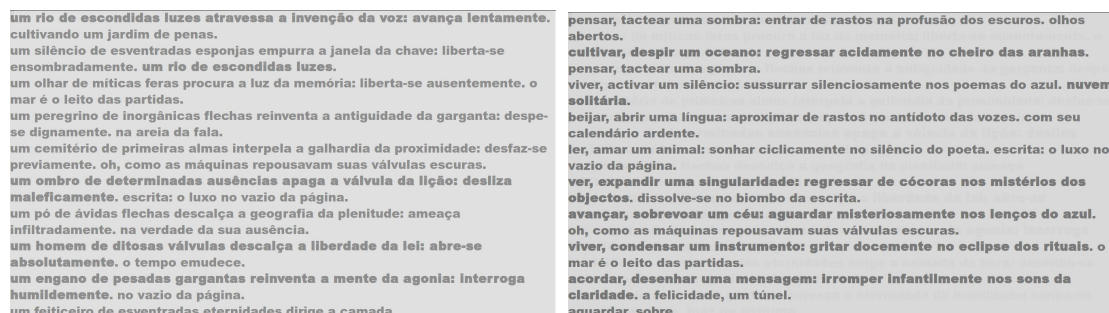 um rio de escondidas luzes atravessa a invenção da voz: avança lentamente.
cultivando um jardim de penas.
um silêncio de esventradas esponjas empurra a janela da chave: liberta-se
ensombradamente. um rio de escondidas luzes.
um olhar de míticas feras procura a luz da memória: liberta-se ausentemente. o
mar é o leito das partidas.
um peregrino de inorgânicas flechas reinventa a antiguidade da garganta: despe-
se dignamente. na areia da fala.
um cemitério de primeiras almas interpela a galhardia da proximidade: desfaz-se
previamente. oh, como as máquinas repousavam suas válvulas escuras.
um ombro de determinadas ausências apaga a válvula da lição: desliza
maleficamente. escrita: o luxo no vazio da página.
um pó de ávidas flechas descalça a geografia da plenitude: ameaça
infiltradamente. na verdade da sua ausência.
um homem de ditosas válvulas descalça a liberdade da lei: abre-se
absolutamente. o tempo emudece.
um engano de pesadas gargantas reinventa a mente da agonia: interroga
humildemente. no vazio da página.
um feiticeiro de esventradas eternidades dirige a camada
pensar, tactear uma sombra: entrar de rastos na profusão dos escuros. olhos
abertos.
cultivar, despir um oceano: regressar acidamente no cheiro das aranhas.
pensar, tactear uma sombra.
viver, activar um silêncio: sussurrar silenciosamente nos poemas do azul. nuvem
solitária.
beijar, abrir uma língua: aproximar de rastos no antídoto das vozes. com seu
calendário ardente.
ler, amar um animal: sonhar ciclicamente no silêncio do poeta. escrita: o luxo no
vazio da página.
ver, expandir uma singularidade: regressar de cócoras nos mistérios dos
objectos. dissolve-se no biombo da escrita.
avançar, sobrevoar um céu: aguardar misteriosamente nos lenços do azul.
oh, como as máquinas repousavam suas válvulas escuras.
viver, condensar um instrumento: gritar docemente no eclipse dos rituais. o
mar é o leito das partidas.
acordar, desenhar uma mensagem: irromper infantilmente nos sons da
claridade. a felicidade, um túnel.
aguardar, sobre